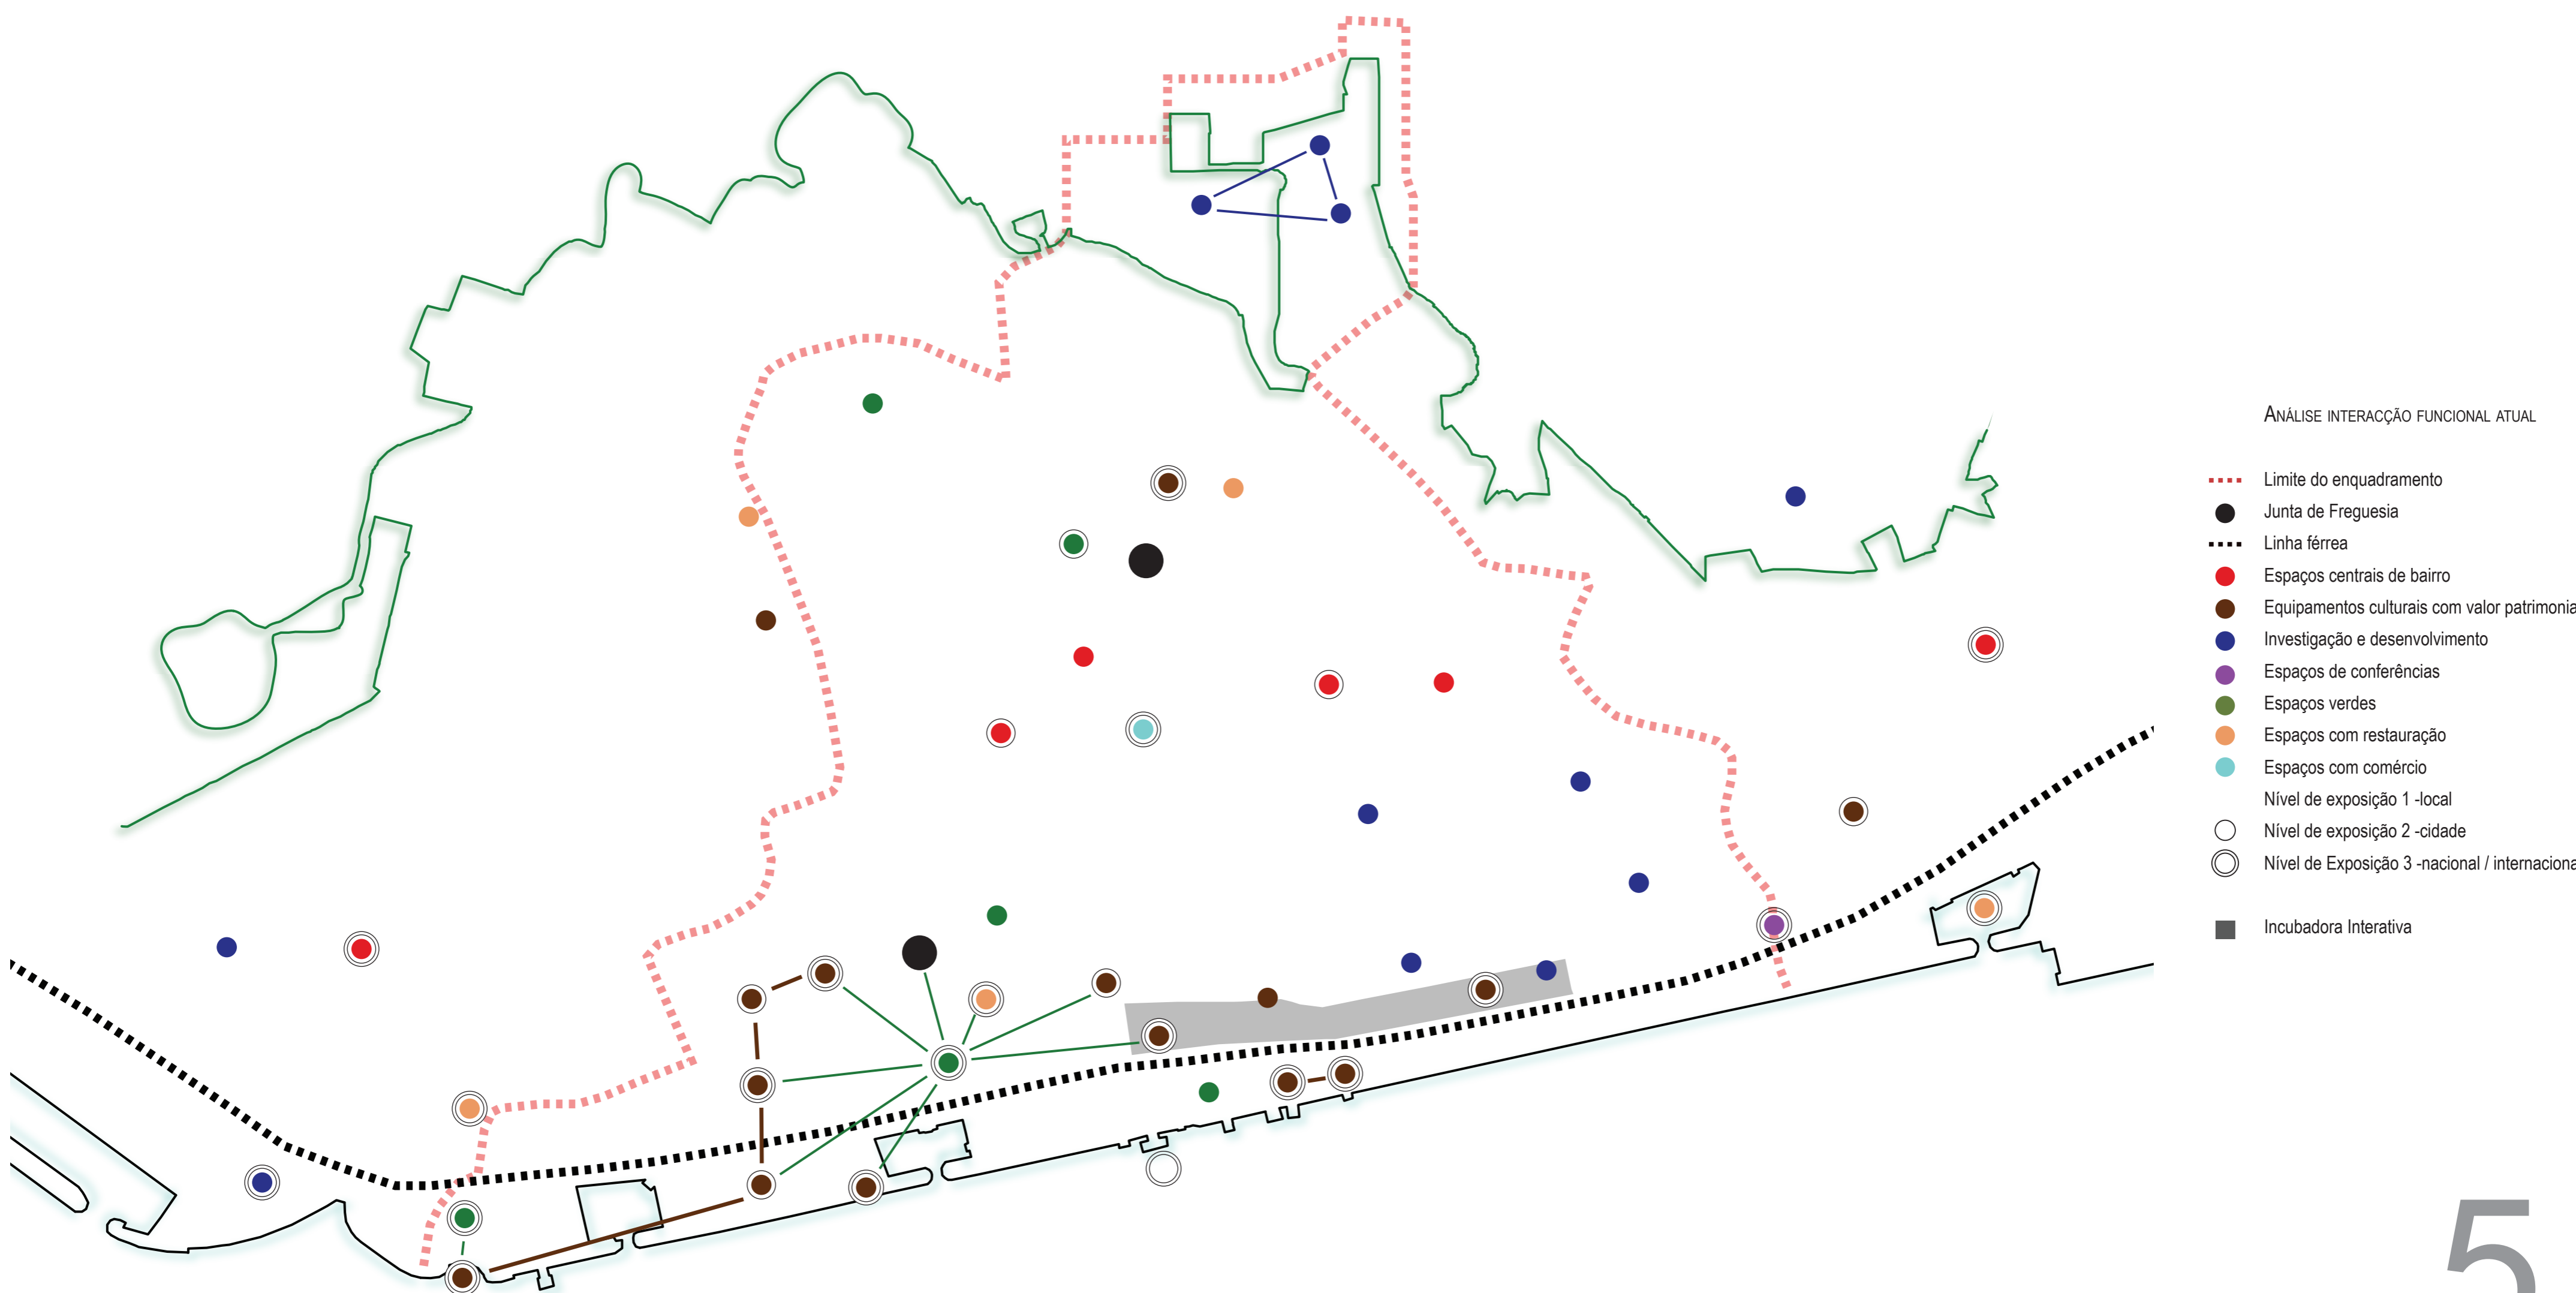 ANÁLISE INTERACÇÃO FUNCIONAL ATUAL
Limite do enquadramento
Junta de Freguesia
Linha férrea
Espaços centrais de bairro
Equipamentos culturais com valor patrimonia
Investigação e desenvolvimento
Espaços de conferências
Espaços verdes
Espaços com restauração
Espaços com comércio
Nível de exposição 1 -local
Nível de exposição 2 -cidade
Nível de Exposição 3 -nacional / internaciona
Incubadora Interativa
5